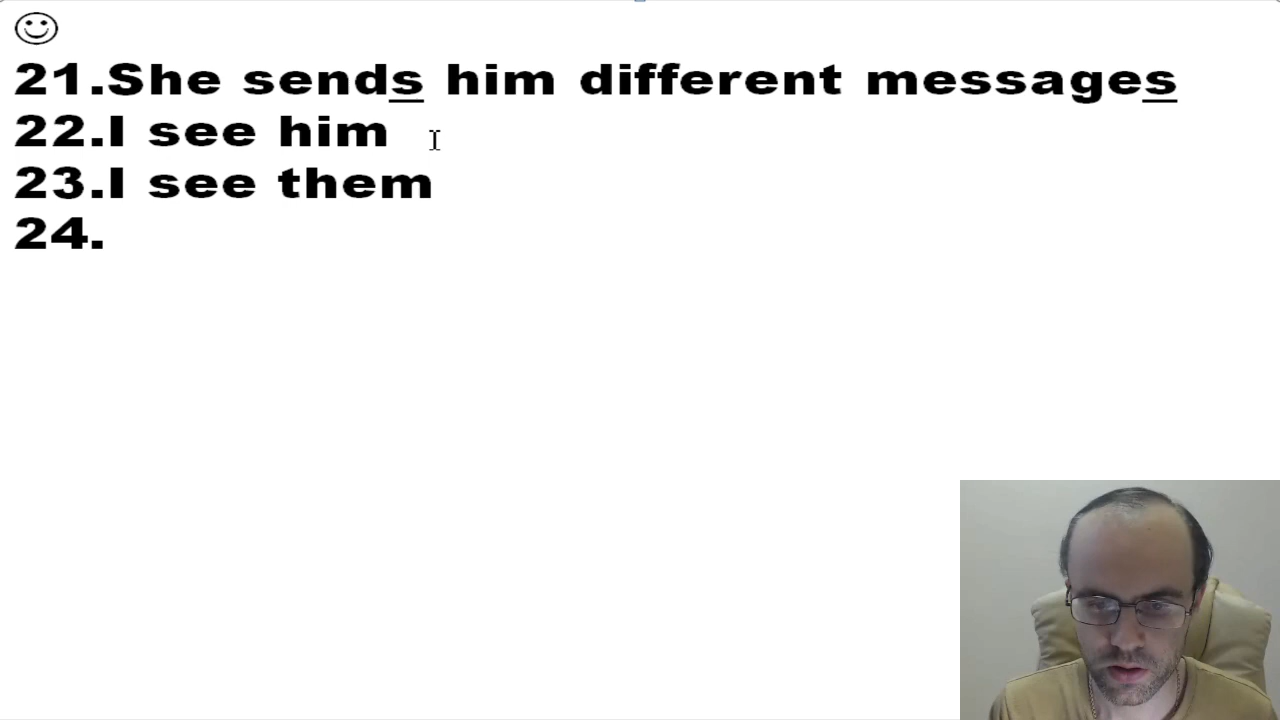 21.She sends him different messages
22.I see him
23.I see them
24.